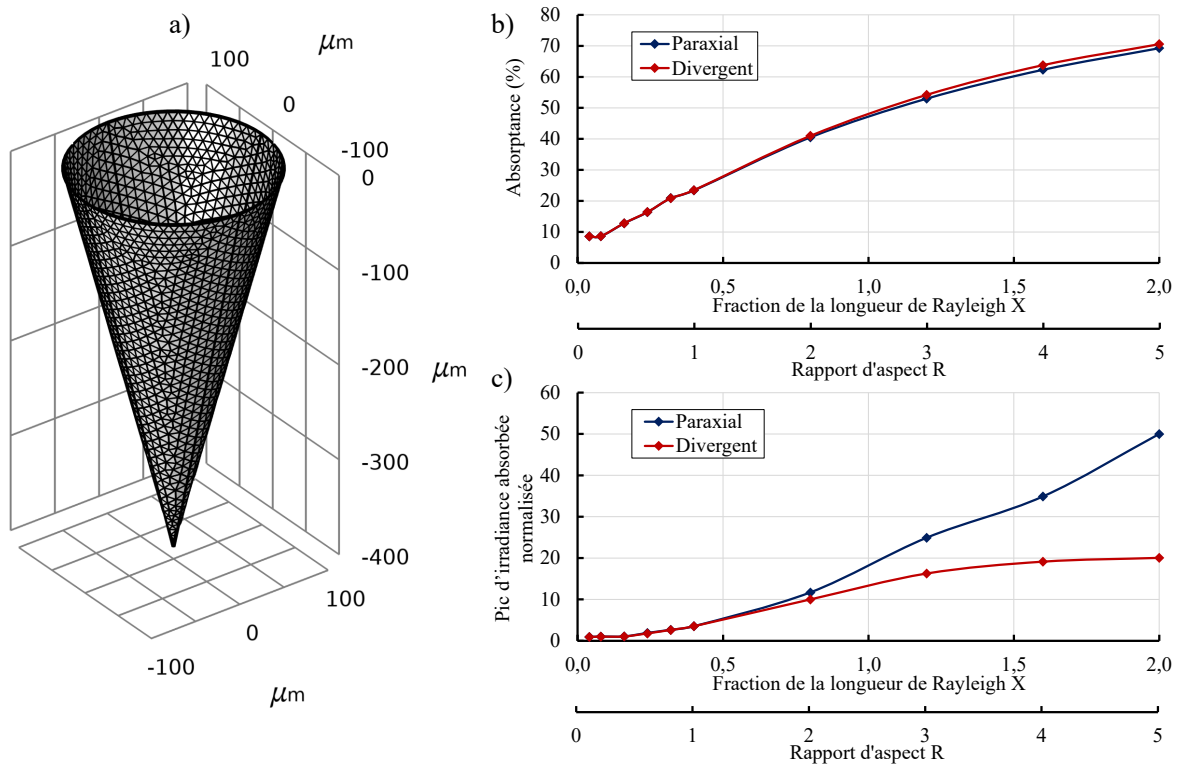 a)
μm
100
0
-100
0
-100
-200
μm
-300
-400
100
0
-100
μm
b)
80
70
60
50
40
30
20
10
0
Absorptance (%)
Paraxial
Divergent
0,0 0,5 1,0 1,5 2,0
Fraction de la longueur de Rayleigh X
0 1 2 3 4 5
Rapport d'aspect R
c)
60
50
40
30
20
10
0
Pic d’irradiance absorbée
normalisée
Paraxial
Divergent
0,0 0,5 1,0 1,5 2,0
Fraction de la longueur de Rayleigh X
0 1 2 3 4 5
Rapport d'aspect R